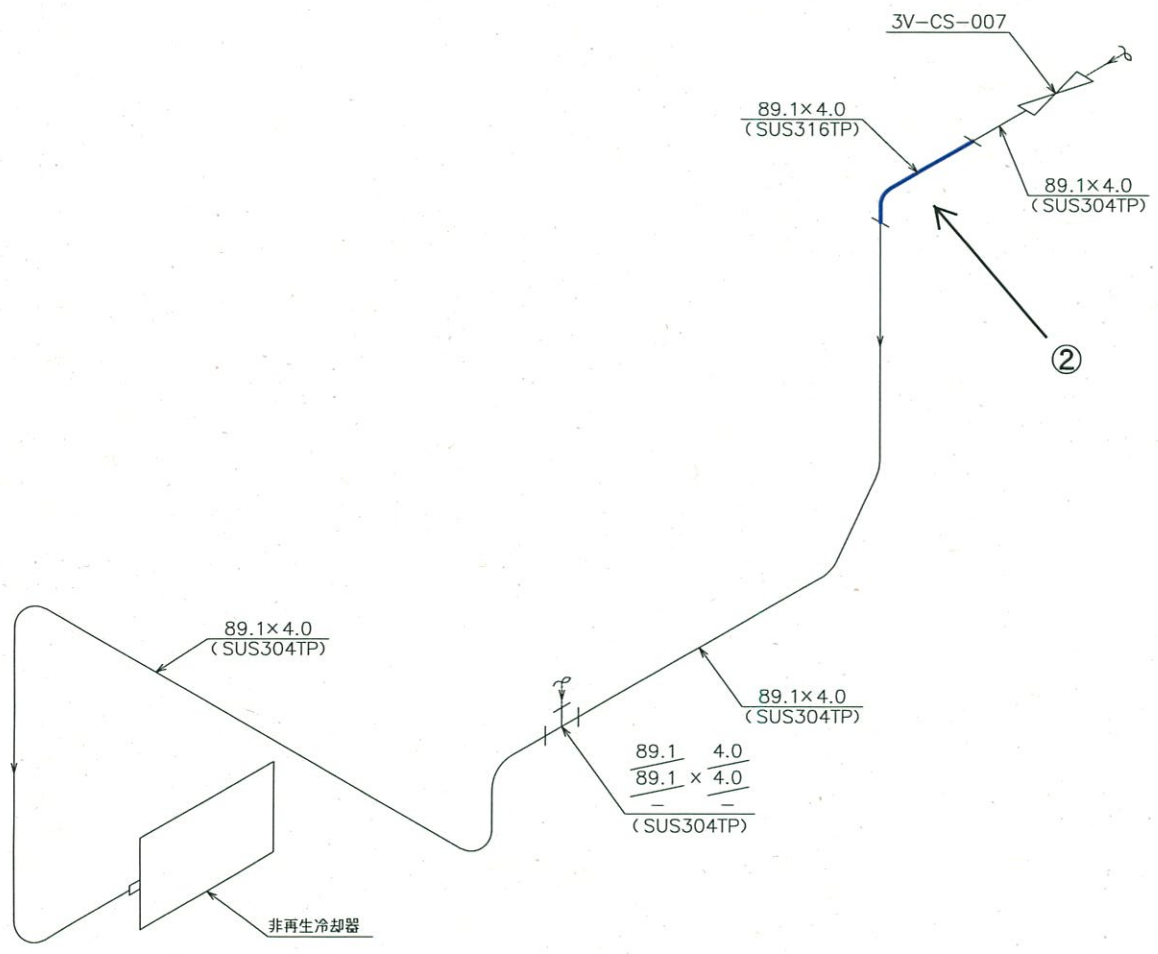 3V-CS-007
89.1×4.0
(SUS316TP)
89.1×4.0
(SUS304TP)
②
89.1×4.0
(SUS304TP)
89.1×4.0
(SUS304TP)
89.1 4.0
89.1 × 4.0
– –
(SUS304TP)
非再生冷却器